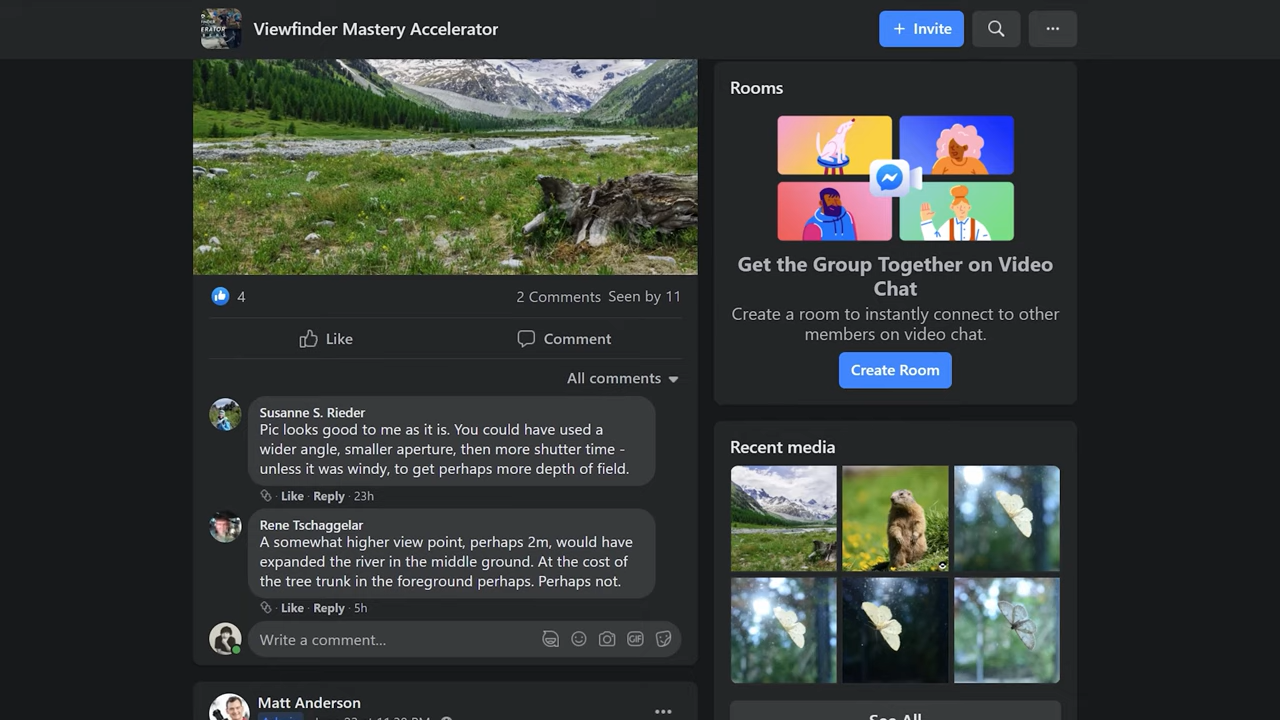 Viewfinder Mastery Accelerator
+ Invite
4
2 Comments Seen by 11
Like
Comment
All comments
Susanne S. Rieder
Pic looks good to me as it is. You could have used a
wider angle, smaller aperture, then more shutter time -
unless it was windy, to get perhaps more depth of field.
· Like · Reply · 23h
Rene Tschaggelar
A somewhat higher view point, perhaps 2m, would have
expanded the river in the middle ground. At the cost of
the tree trunk in the foreground perhaps. Perhaps not.
· Like · Reply · 5h
Write a comment...
GIF
Matt Anderson
Rooms
Get the Group Together on Video
Chat
Create a room to instantly connect to other
members on video chat.
Create Room
Recent media
See All